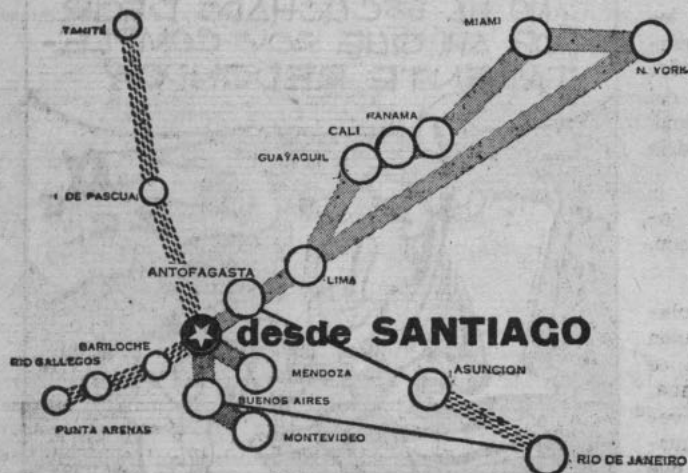 TAHITÉ
MIAMI
N. YORK
PANAMA
CALI
GUAYAQUIL
I DE PASCUA
ANTOFAGASTA
LIMA
desde SANTIAGO
BARILOCHE
RIO GALLEGOS
MENDOZA
ASUNCION
BUENOS AIRES
PUNTA ARENAS
MONTEVIDEO
RIO DE JANEIRO